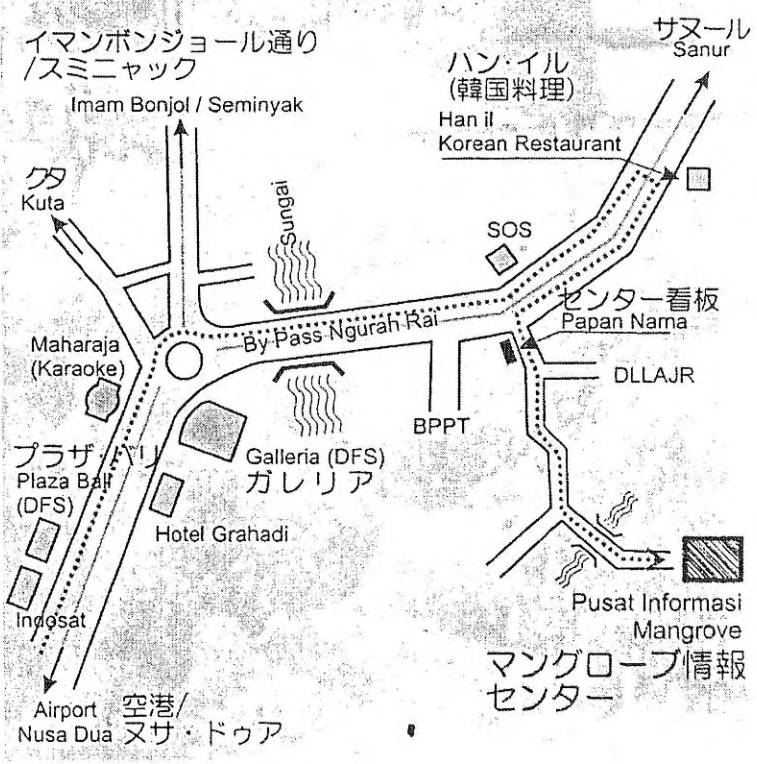 イマンボンジョール通り
/スミニャック
Imam Bonjol / Seminyak
サヌール
Sanur
ハン・イル
(韓国料理)
Han il
Korean Restaurant
クタ
Kuta
Sungai
SOS
センター看板
Papan Nama
By Pass Ngurah Rai
Maharaja
(Karaoke)
DLLAJR
BPPT
プラザ・バリ
Plaza Bali
(DFS)
Galleria (DFS)
ガレリア
Hotel Grahadi
Indosat
Pusat Informasi
Mangrove
マングローブ情報
センター
Airport
Nusa Dua
空港/
ヌサ・ドゥア